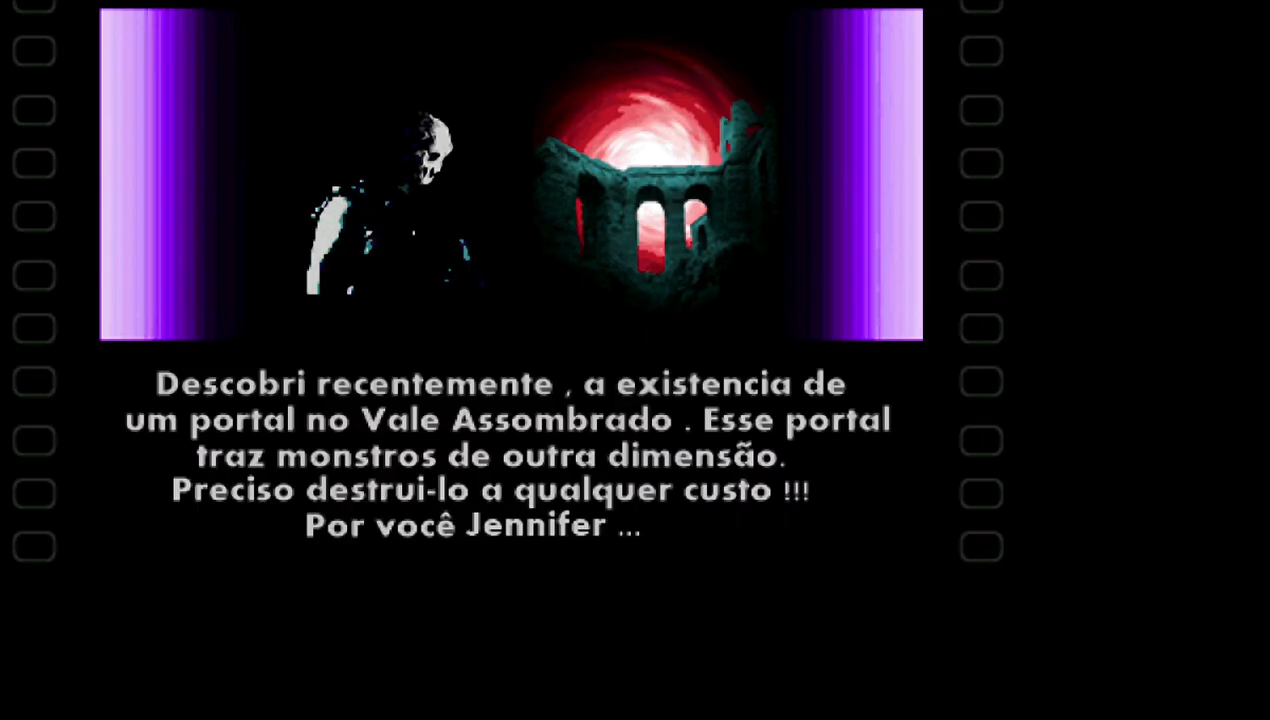 Descobri recentemente , a existencia de
um portal no Vale Assombrado . Esse portal
traz monstros de outra dimensão.
Preciso destrui-lo a qualquer custo !!!
Por você Jennifer ...